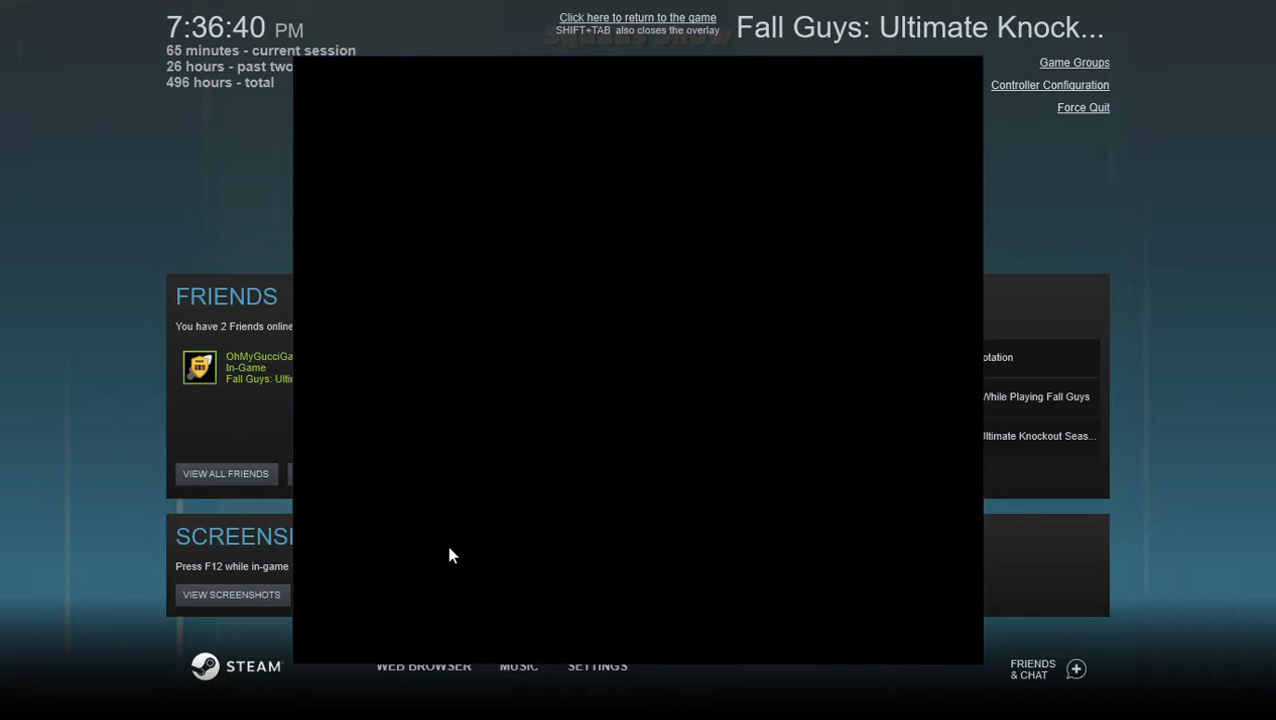 7:36:40 PM
65 minutes - current session
26 hours - past two
496 hours - total
Click here to return to the game
SHIFT+TAB also closes the overlay
Fall Guys: Ultimate Knock...
Game Groups
Controller Configuration
Force Quit
FRIENDS
You have 2 Friends online
OhMyGucciGa
In-Game
Fall Guys: Ulti
VIEW ALL FRIENDS
otation
While Playing Fall Guys
Ultimate Knockout Seas...
SCREENS
Press F12 while in-game
VIEW SCREENSHOTS
STEAM
WEB BROWSER
MUSIC
SETTINGS
FRIENDS
& CHAT